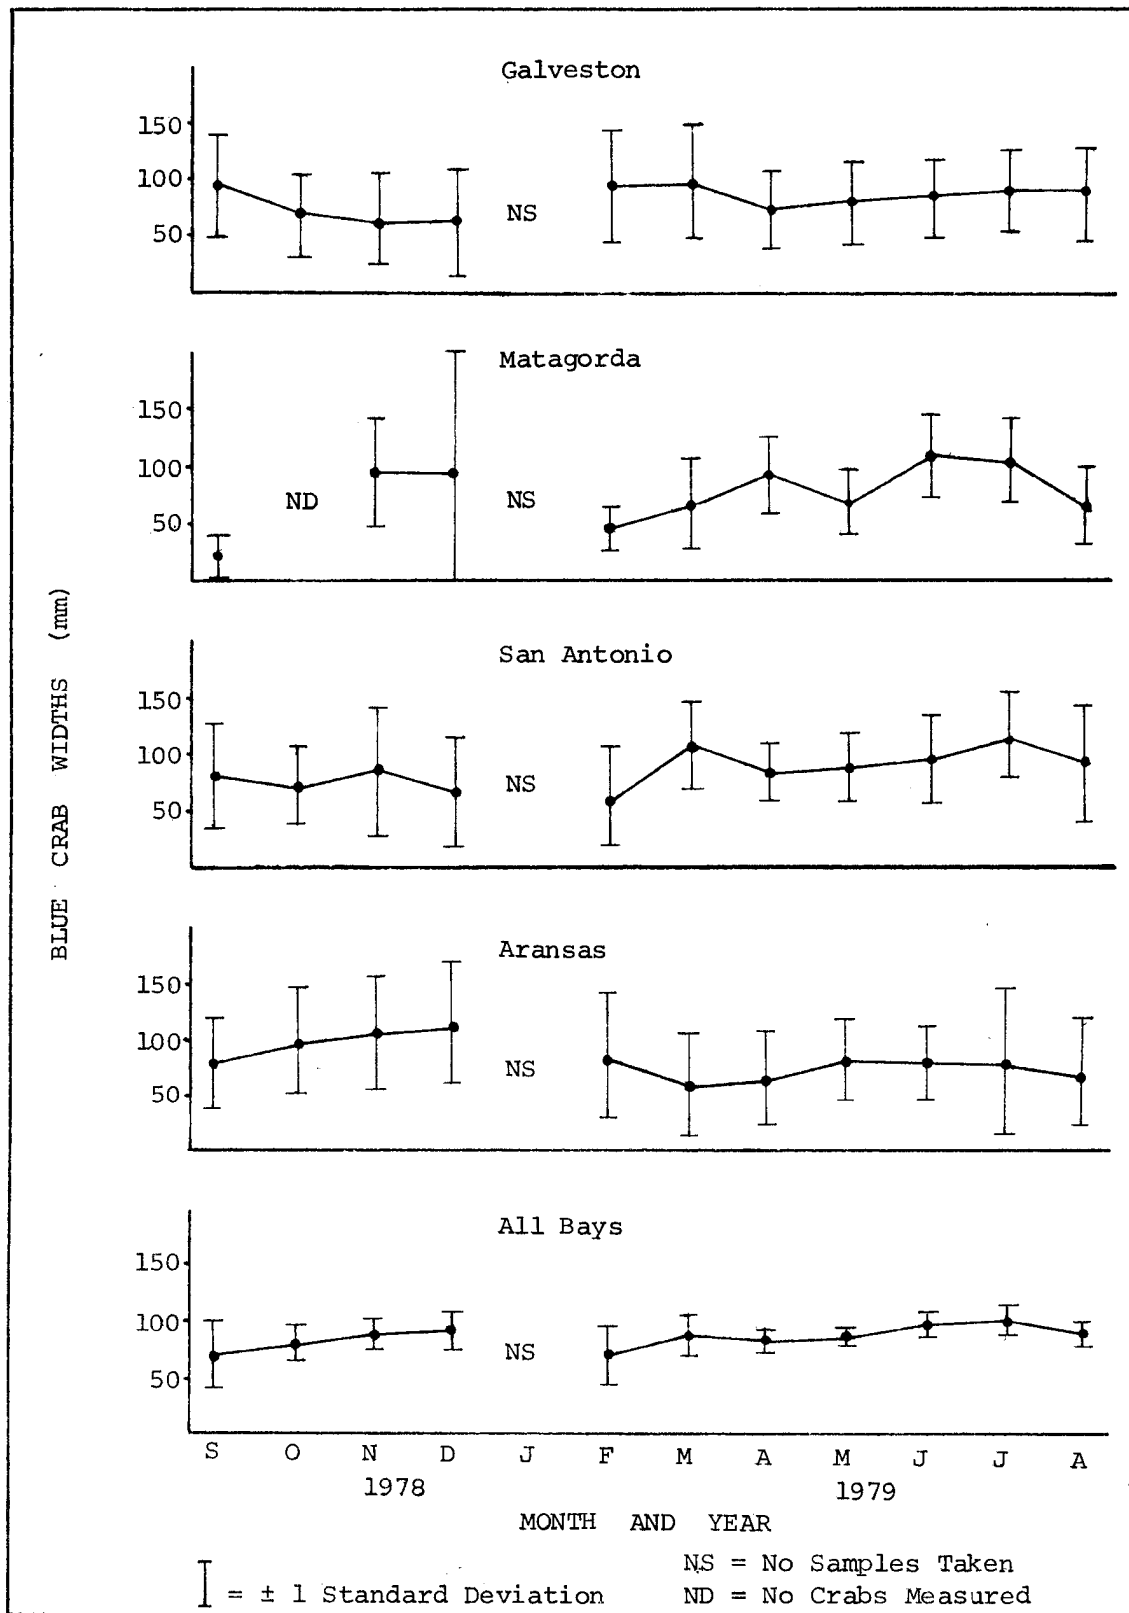 Galveston
150
100
50
NS
Matagorda
150
100
50
ND
NS
San Antonio
150
100
50
NS
BLUE CRAB WIDTHS (mm)
Aransas
150
100
50
NS
All Bays
150
100
50
NS
S O N D J F M A M J J A
1978 1979
MONTH AND YEAR
= ± 1 Standard Deviation
NS = No Samples Taken
ND = No Crabs Measured